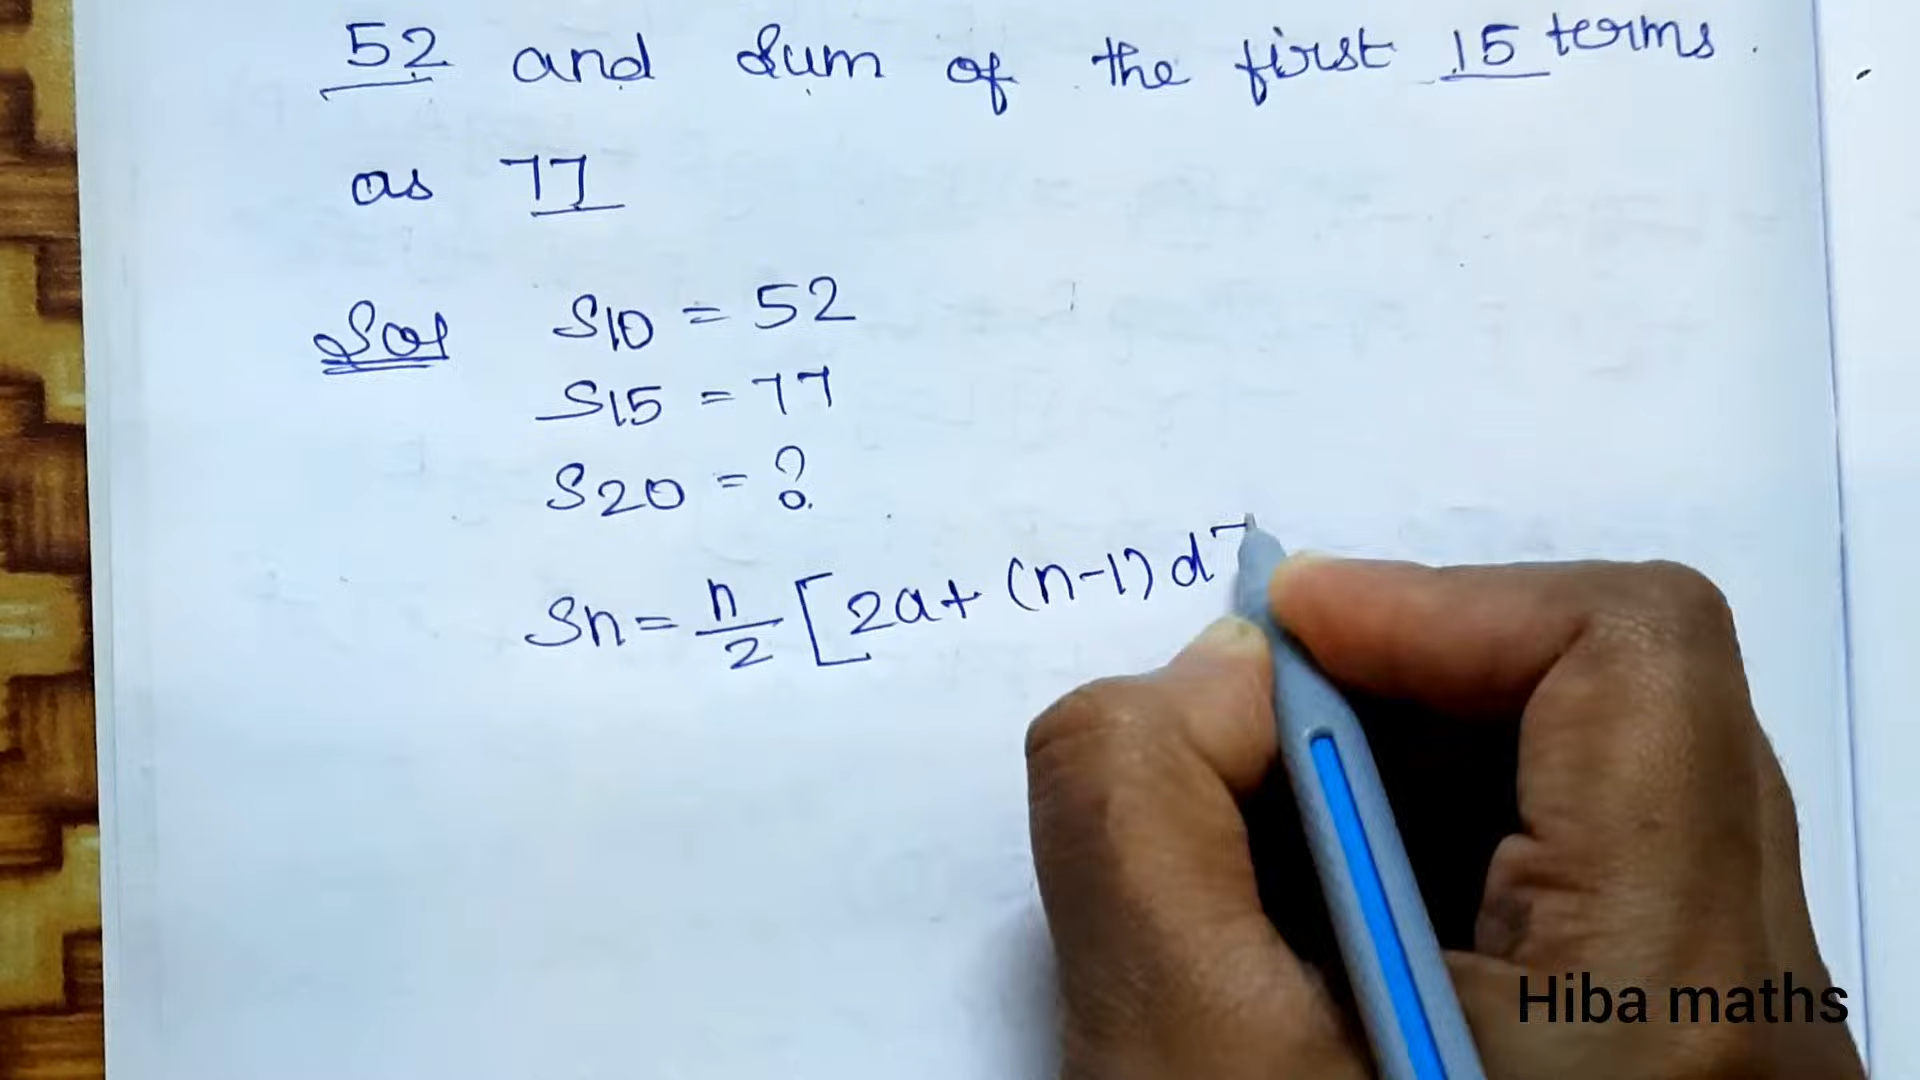 52 and Sum of the first 15 terms.
as 77
Sol S10 = 52
S15 = 77
S20 = ?
Sn = n/2 [2a + (n-1) d
Hiba maths